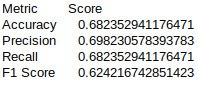 Metric Score
Accuracy 0.682352941176471
Precision 0.698230578393783
Recall 0.682352941176471
F1 Score 0.624216742851423